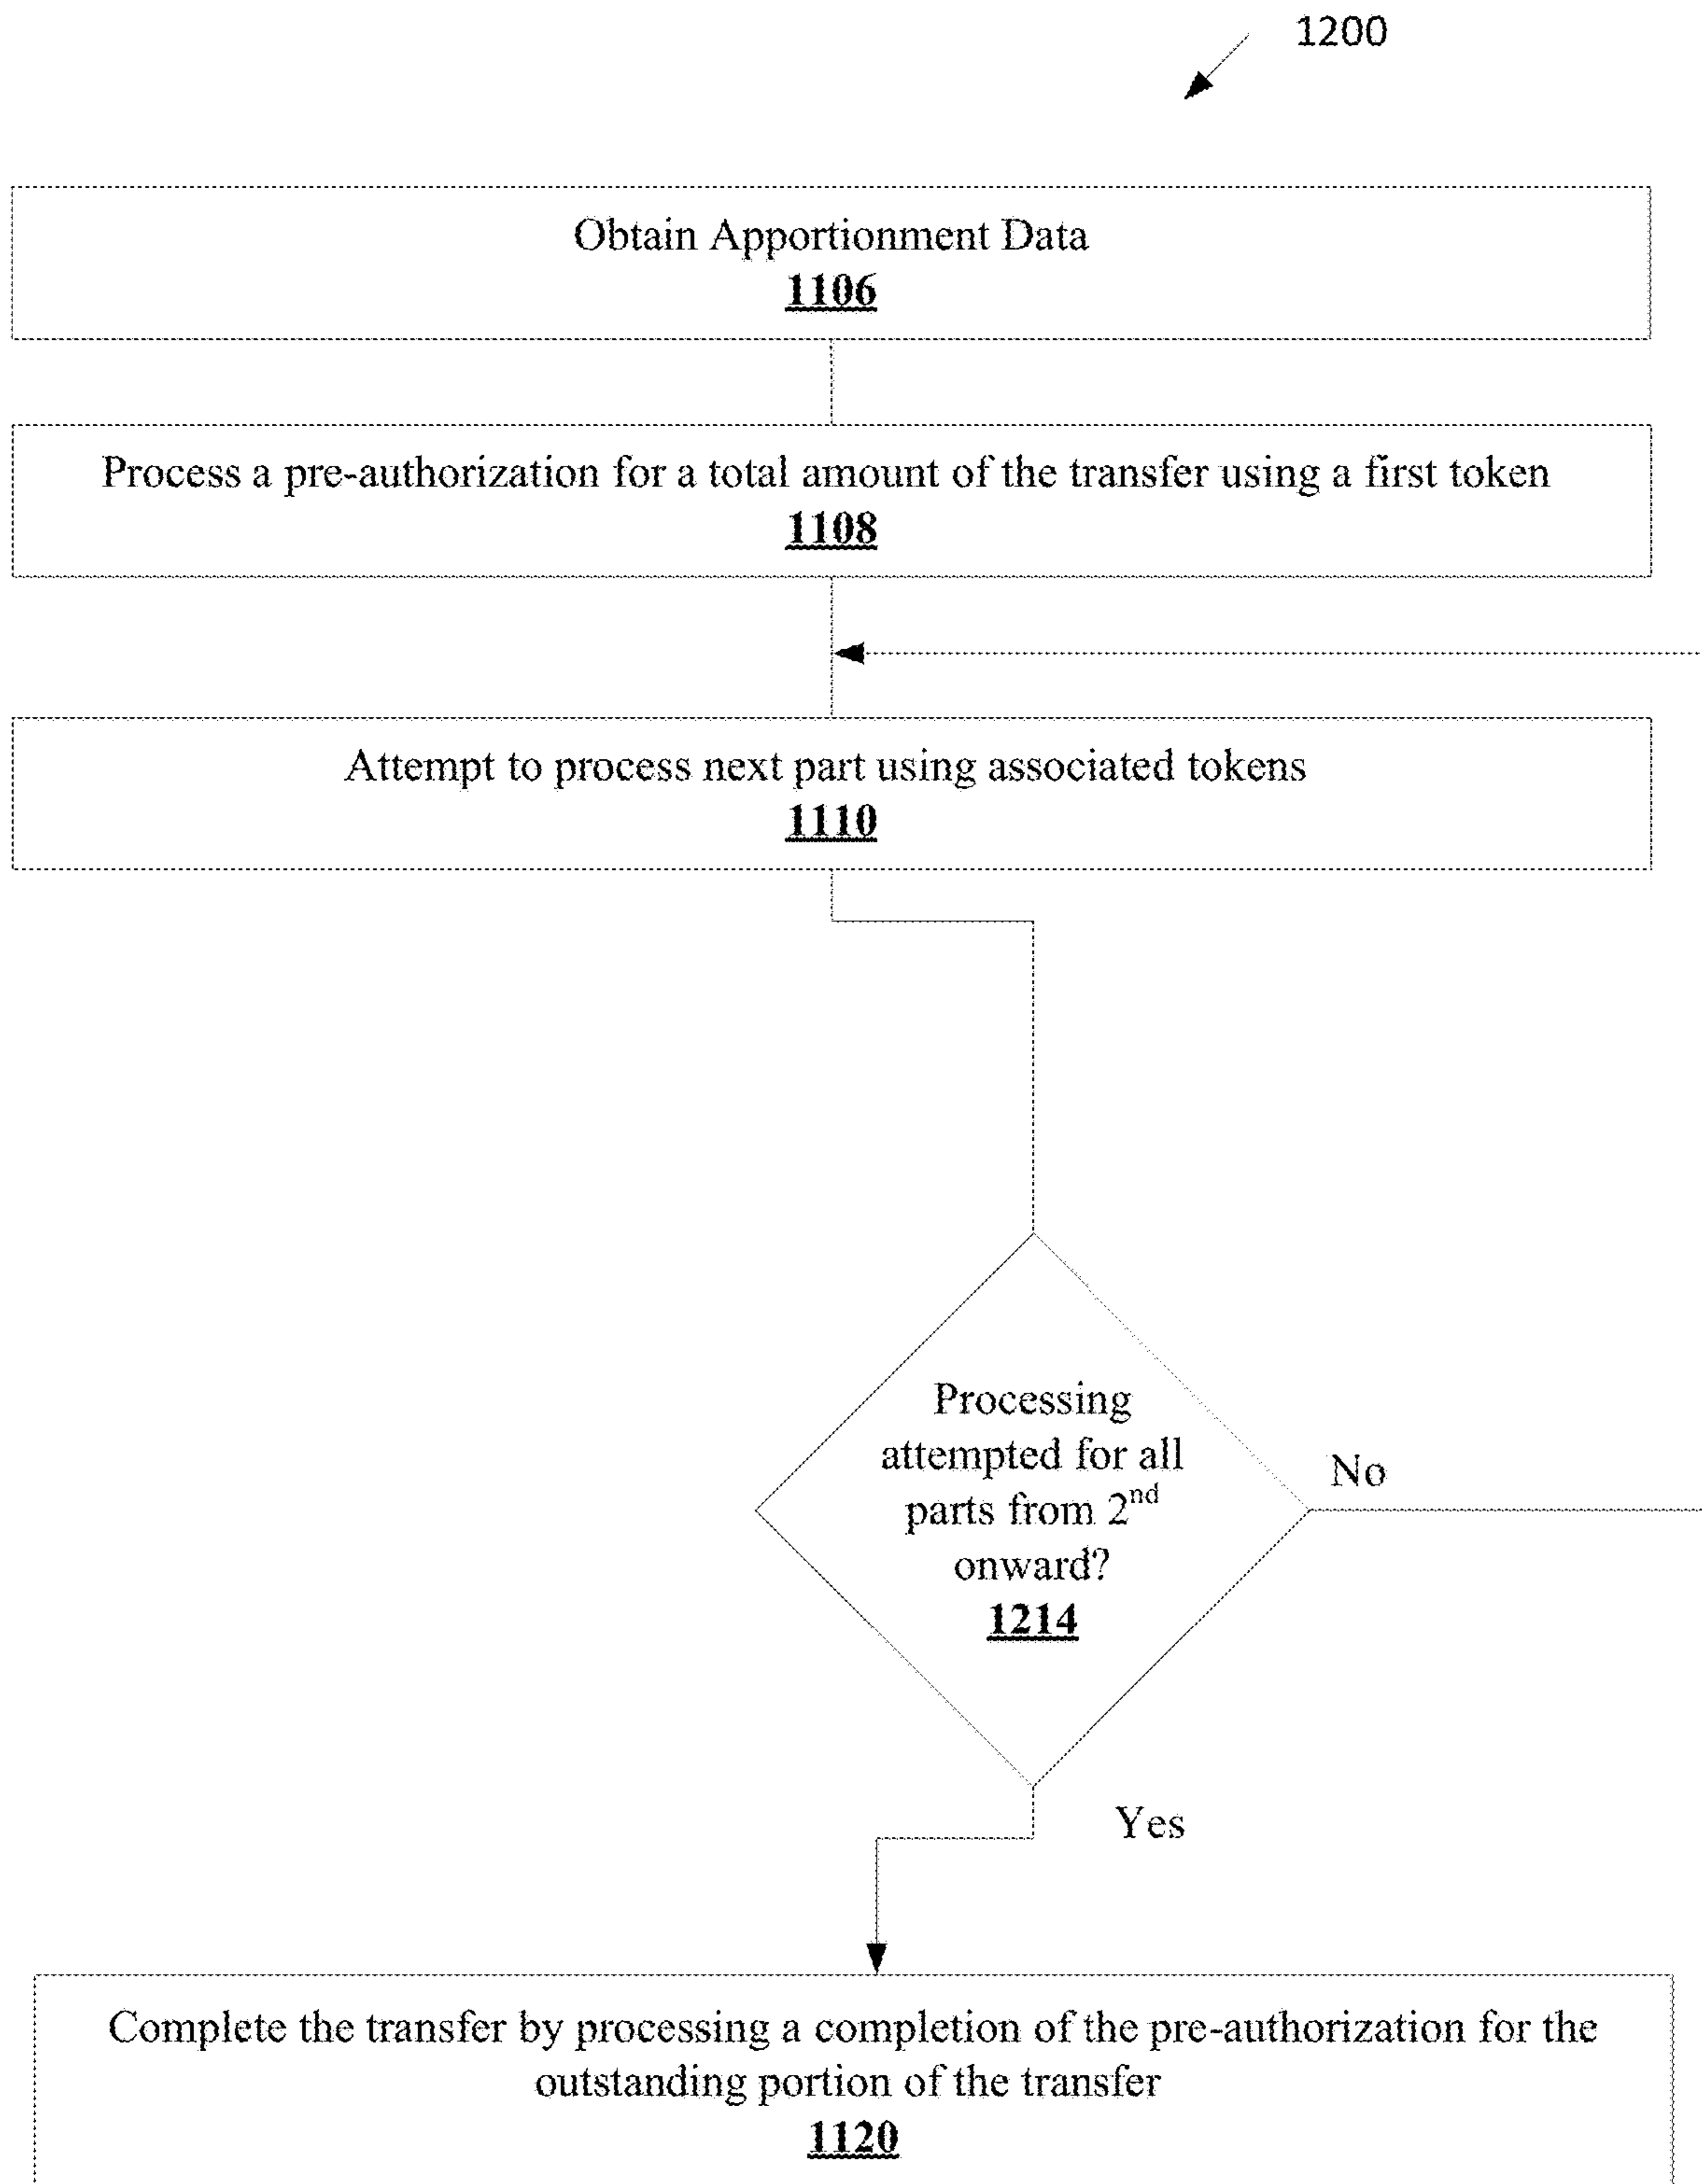 1200
Obtain Apportionment Data
1106
Process a pre-authorization for a total amount of the transfer using a first token
1108
Attempt to process next part using associated tokens
1110
Processing
attempted for all
parts from 2nd
onward?
1214
No
Yes
Complete the transfer by processing a completion of the pre-authorization for the
outstanding portion of the transfer
1120